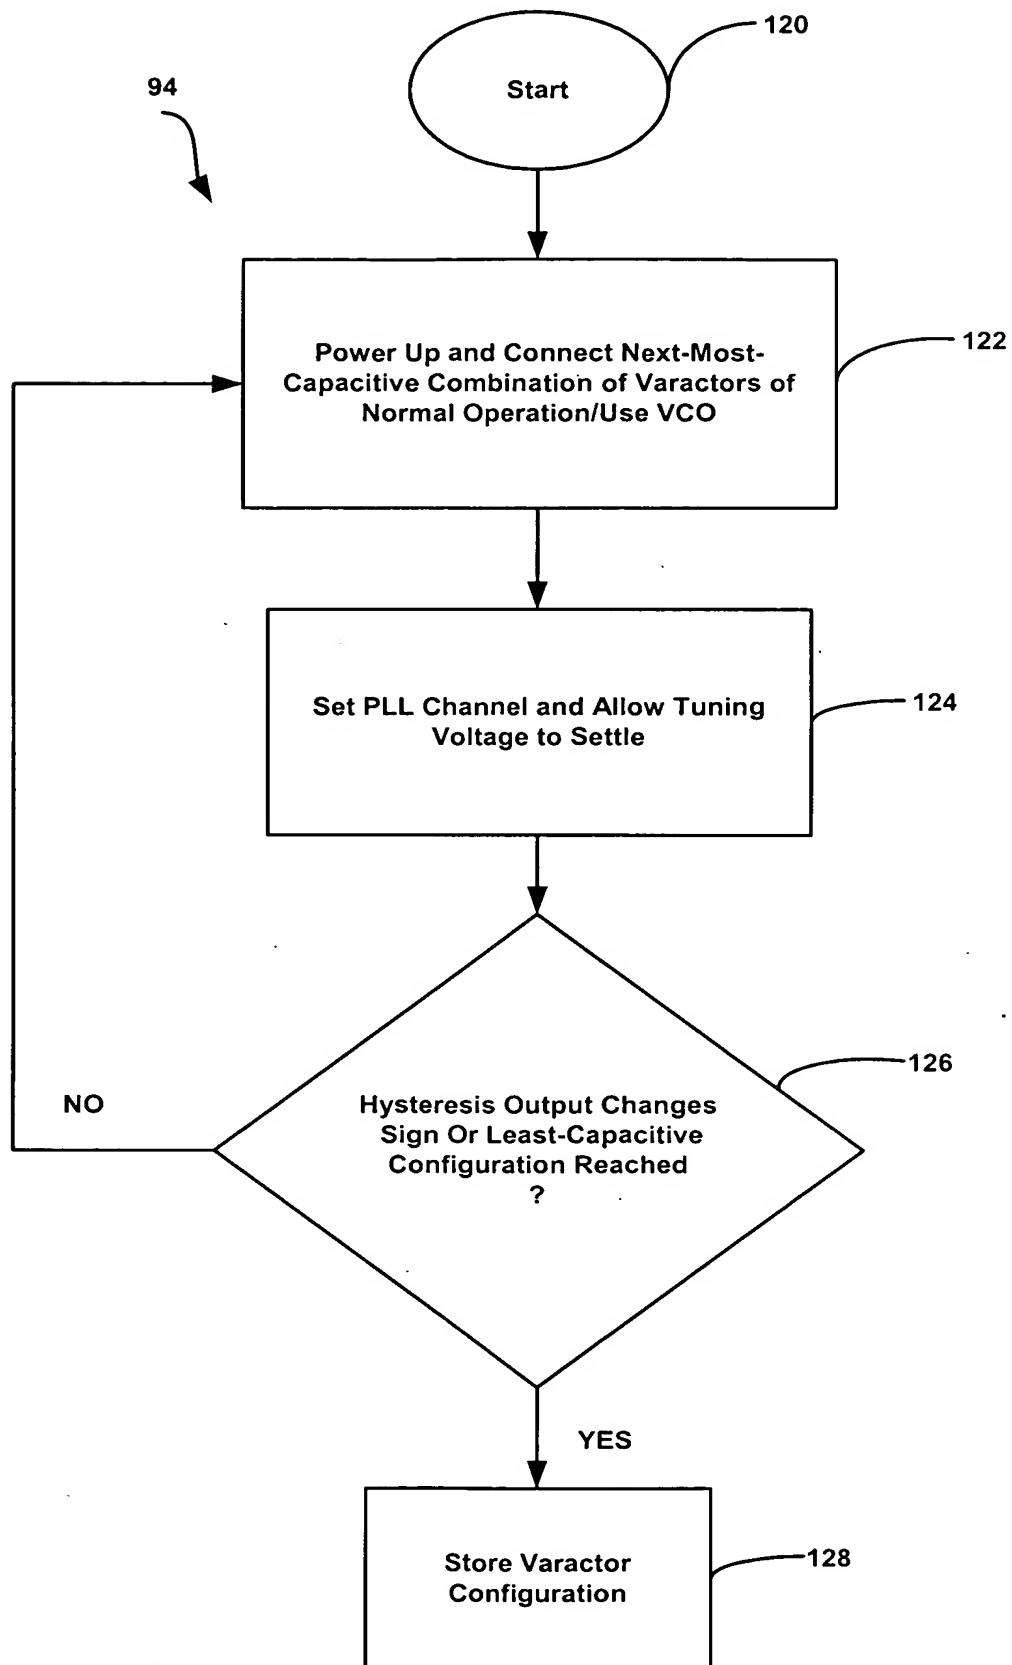 120
Start
94
122
Power Up and Connect Next-Most-
Capacitive Combination of Varactors of
Normal Operation/Use VCO
124
Set PLL Channel and Allow Tuning
Voltage to Settle
126
NO
Hysteresis Output Changes
Sign Or Least-Capacitive
Configuration Reached
?
YES
128
Store Varactor
Configuration